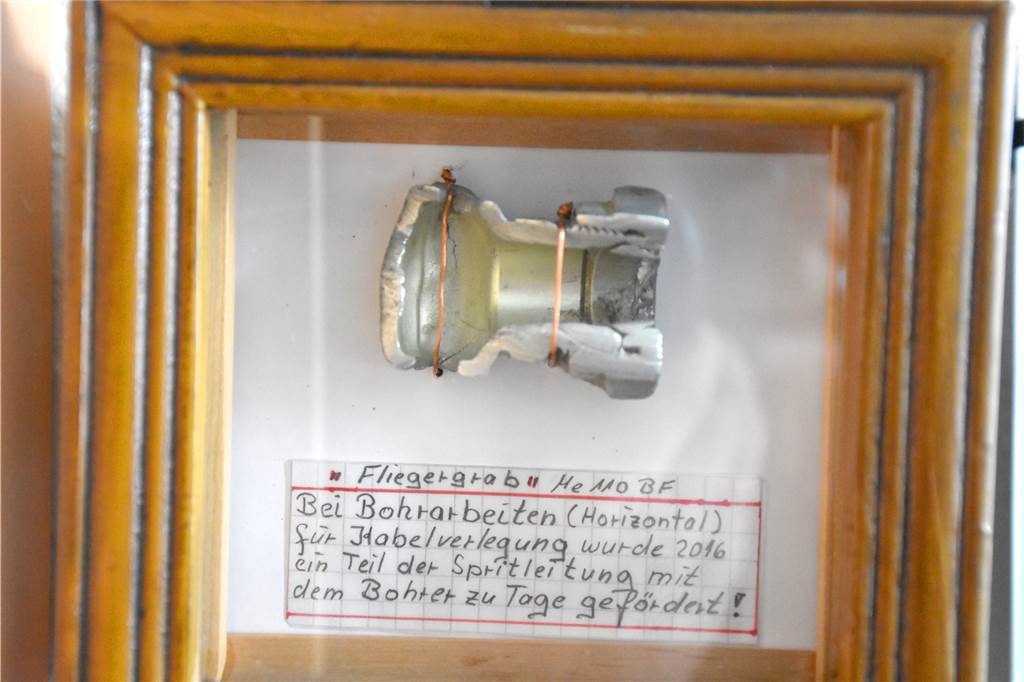 "Fliegergrab" Me 110 BF
Bei Bohrarbeiten (Horizontal)
für Kabelverlegung wurde 2016
ein Teil der Spritleitung mit
dem Bohrer zu Tage gefördert!